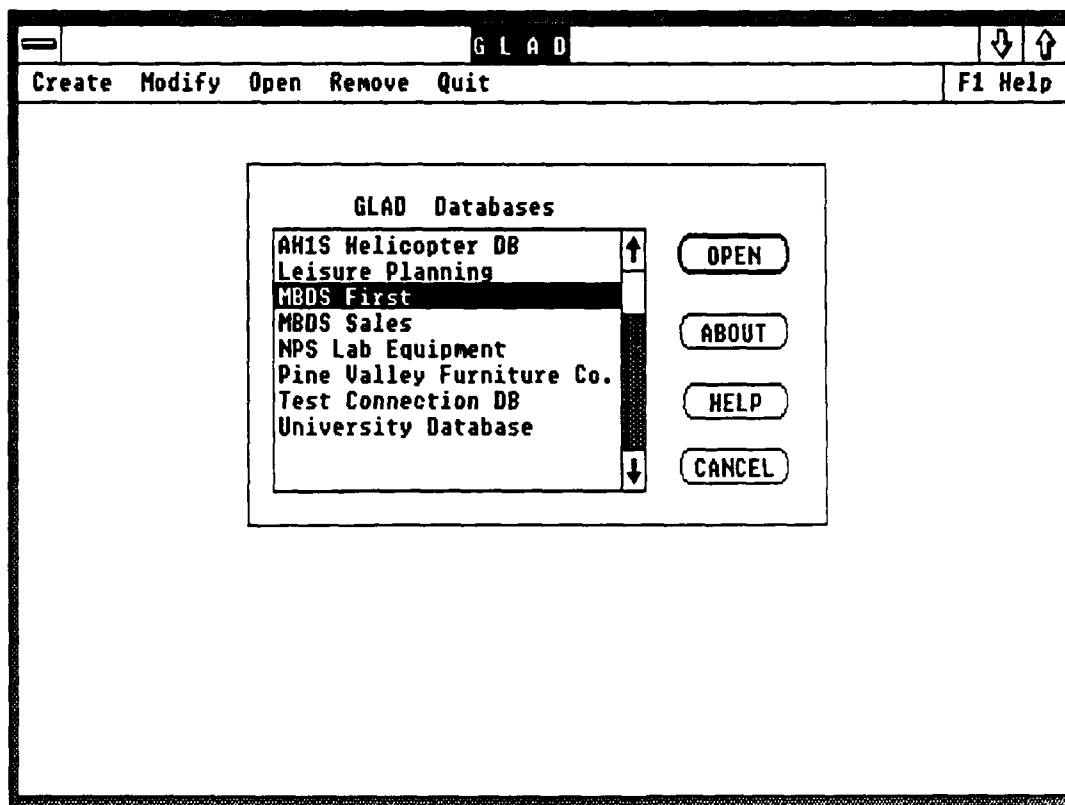 G L A D
Create Modify Open Remove Quit F1 Help
GLAD Databases
AH1S Helicopter DB
Leisure Planning
MBDS First
MBDS Sales
NPS Lab Equipment
Pine Valley Furniture Co.
Test Connection DB
University Database
OPEN
ABOUT
HELP
CANCEL